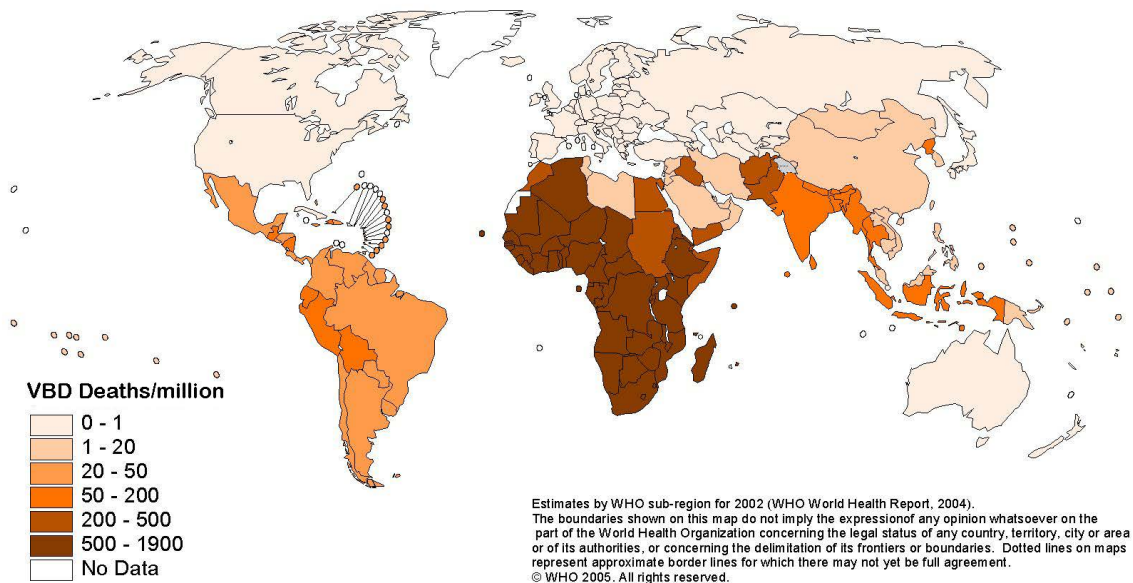 VBD Deaths/million
0 - 1
1 - 20
20 - 50
50 - 200
200 - 500
500 - 1900
No Data
Estimates by WHO sub-region for 2002 (WHO World Health Report, 2004).
The boundaries shown on this map do not imply the expressionof any opinion whatsoever on the
part of the World Health Organization concerning the legal status of any country, territory, city or area
or of its authorities, or concerning the delimitation of its frontiers or boundaries. Dotted lines on maps
represent approximate border lines for which there may not yet be full agreement.
© WHO 2005. All rights reserved.